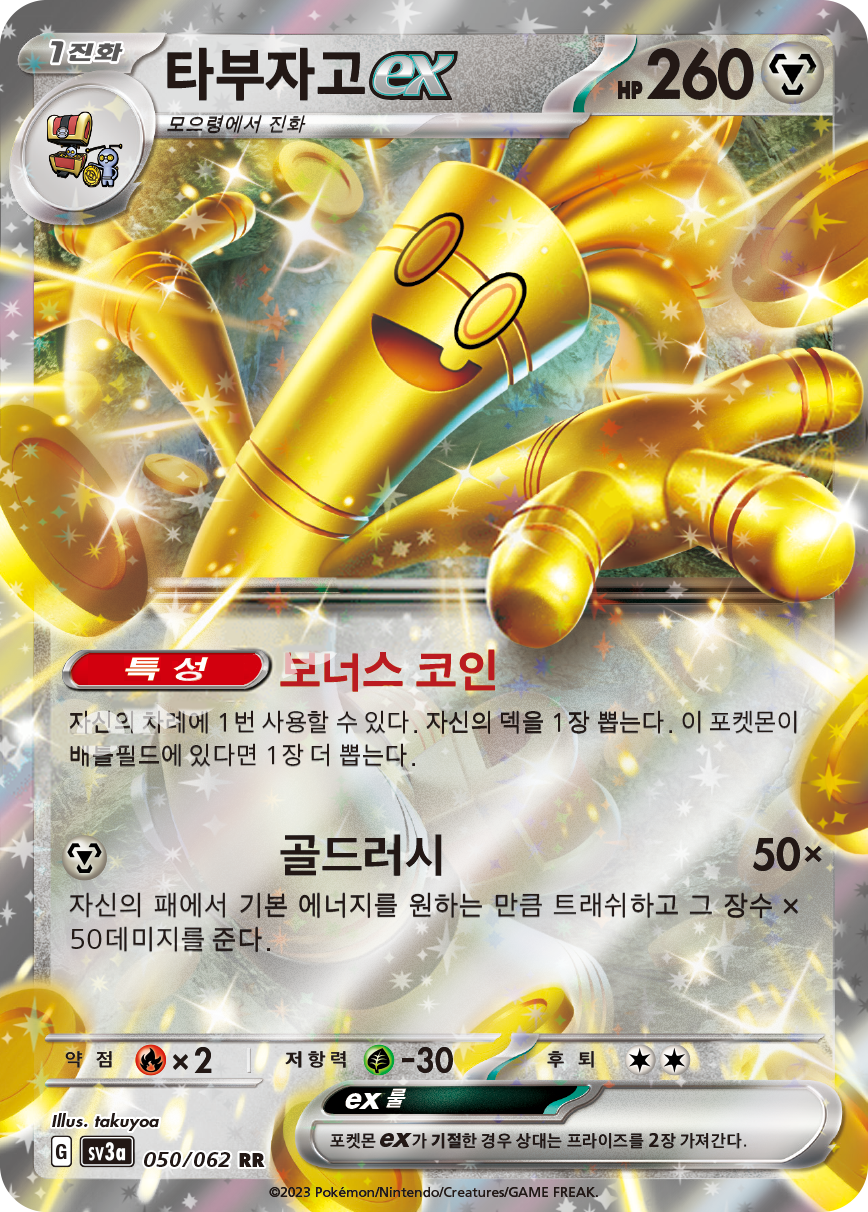 1진화
타부자고ex
HP 260
모으령에서 진화
특성 보너스 코인
자신의 차례에 1번 사용할 수 있다. 자신의 덱을 1장 뽑는다. 이 포켓몬이
배틀필드에 있다면 1장 더 뽑는다.
골드러시 50×
자신의 패에서 기본 에너지를 원하는 만큼 트래쉬하고 그 장수 ×
50데미지를 준다.
약점 ×2 저항력 -30 후퇴
ex 룰
포켓몬 ex가 기절한 경우 상대는 프라이즈를 2장 가져간다.
Illus. takuyoa
G sv3a 050/062 RR
©2023 Pokémon/Nintendo/Creatures/GAME FREAK.